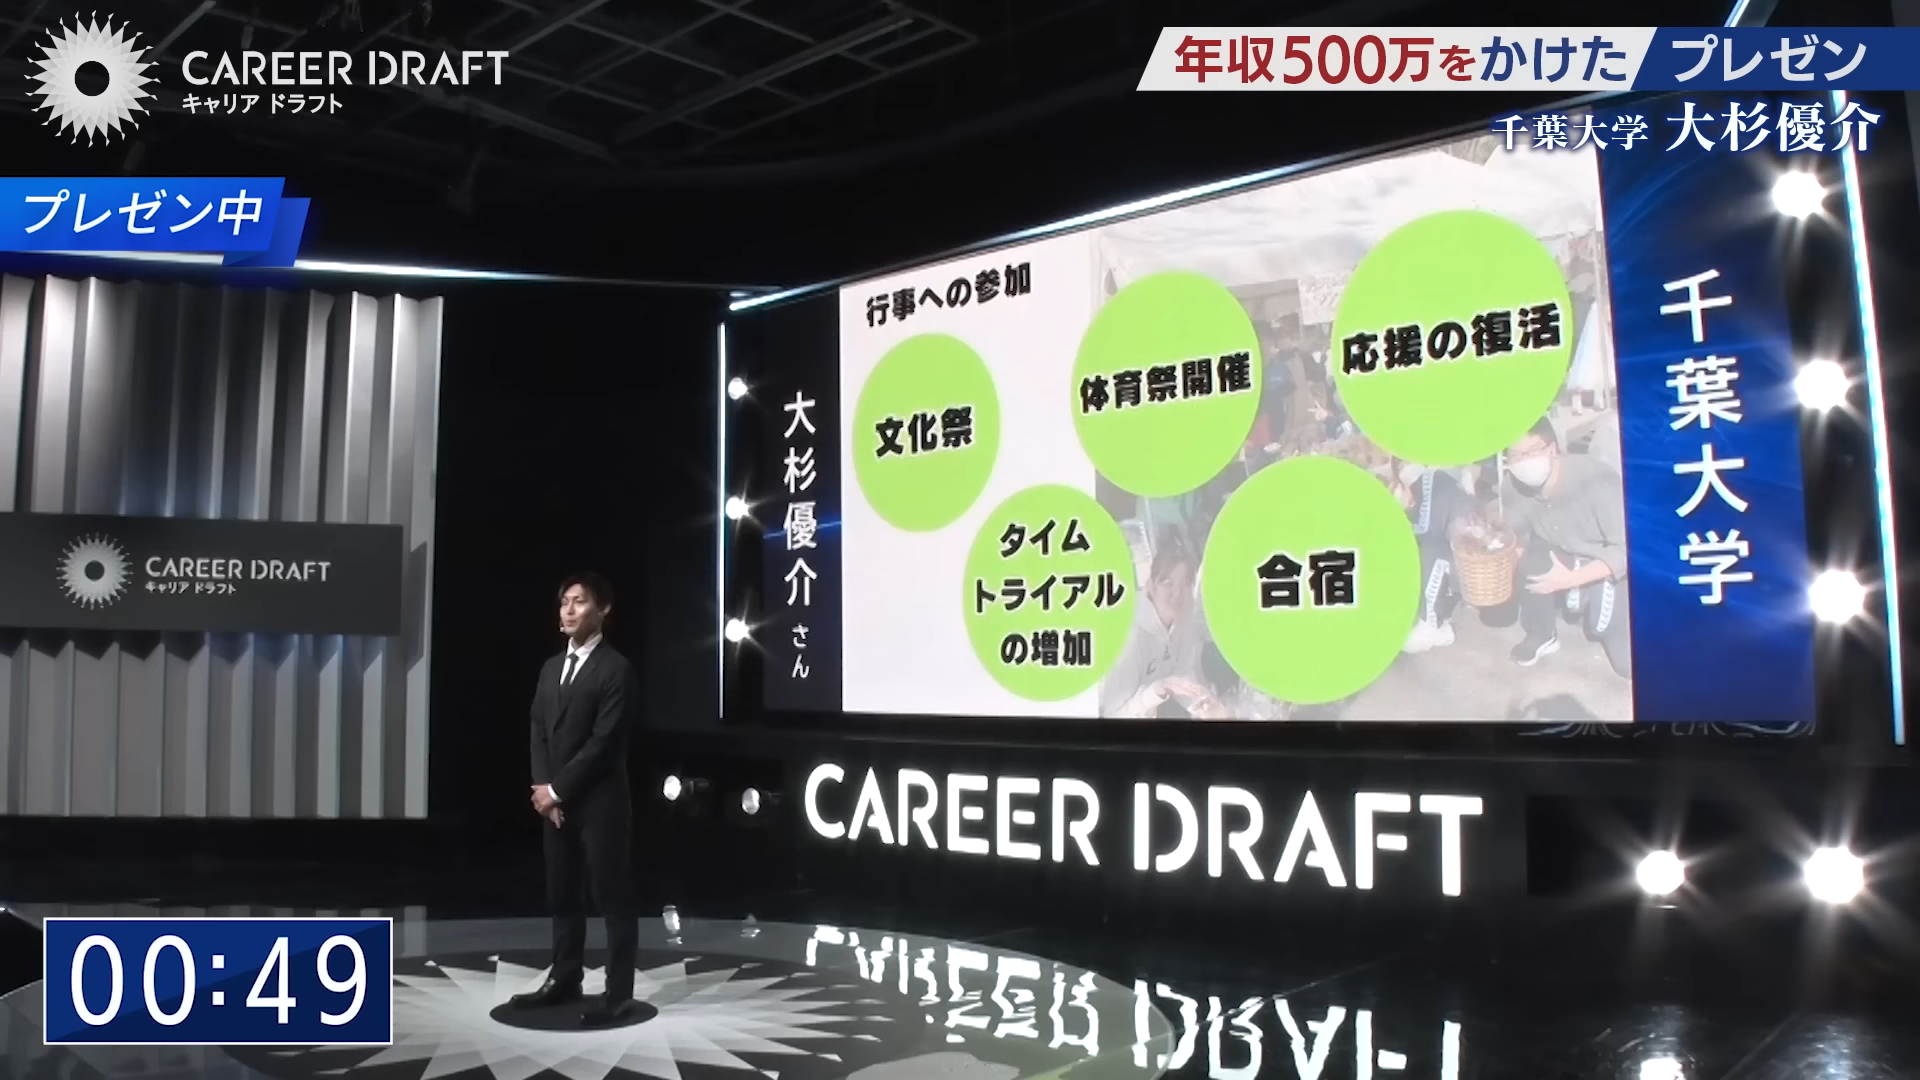 CAREER DRAFT
キャリア ドラフト
年収500万をかけた プレゼン
千葉大学 大杉優介
プレゼン中
行事への参加
文化祭
体育祭開催
応援の復活
タイム
トライアル
の増加
合宿
大杉優介さん
千葉大学
CAREER DRAFT
キャリア ドラフト
CAREER DRAFT
00:49